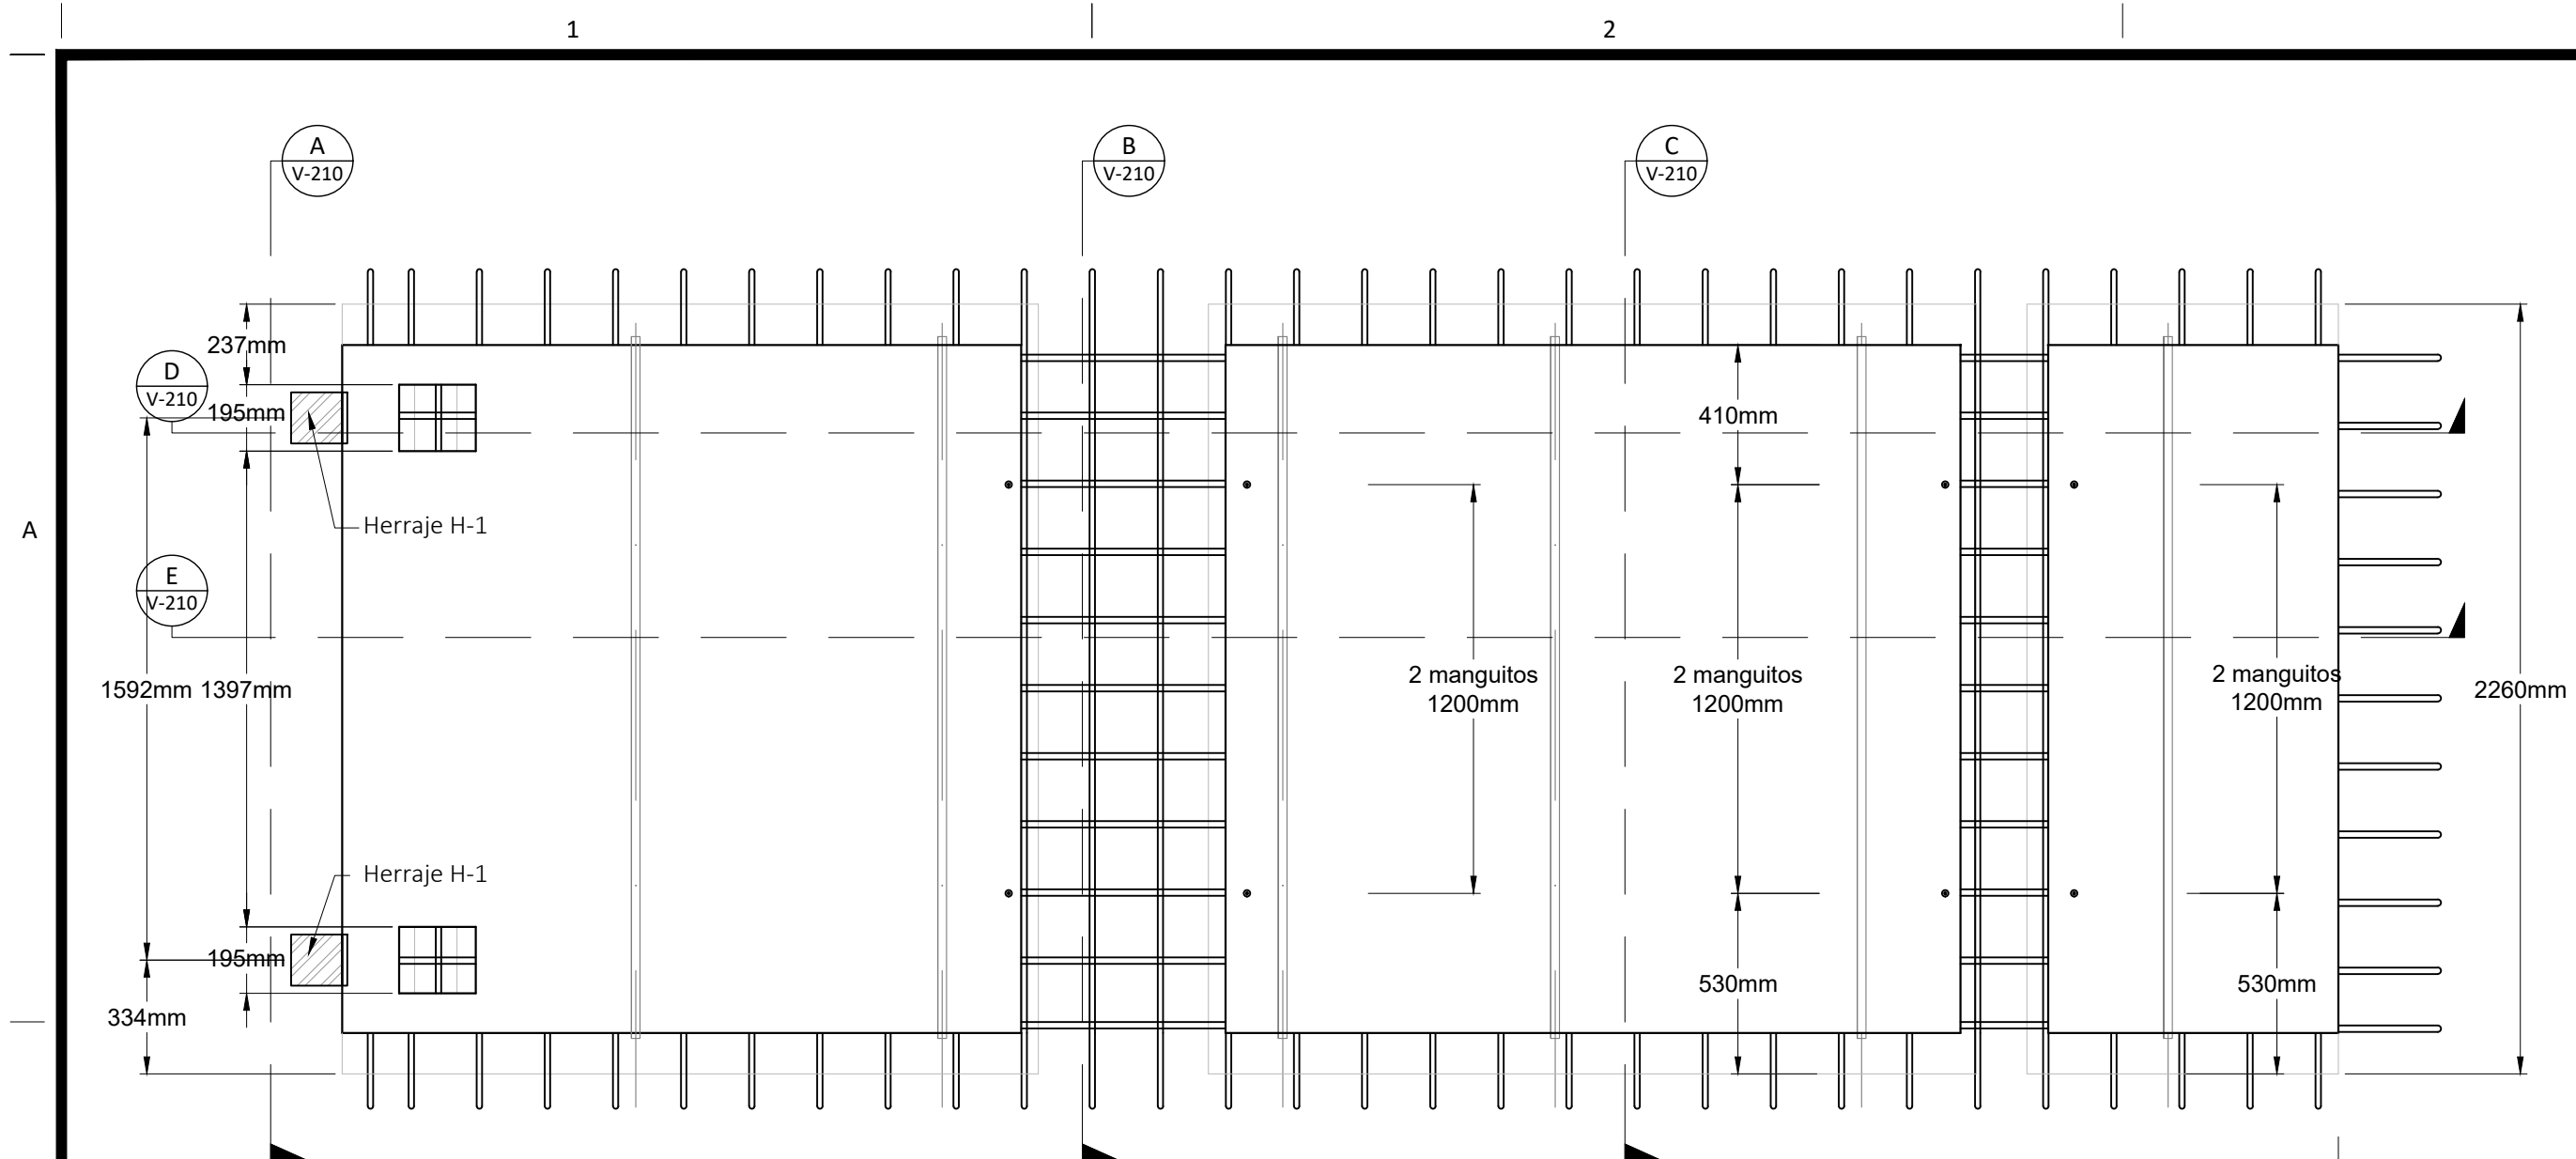 1
2
A
V-210
B
V-210
C
V-210
237mm
D
V-210
195mm
410mm
A
Herraje H-1
E
V-210
1592mm
1397mm
2 manguitos
1200mm
2 manguitos
1200mm
2 manguitos
1200mm
2260mm
Herraje H-1
195mm
530mm
530mm
334mm